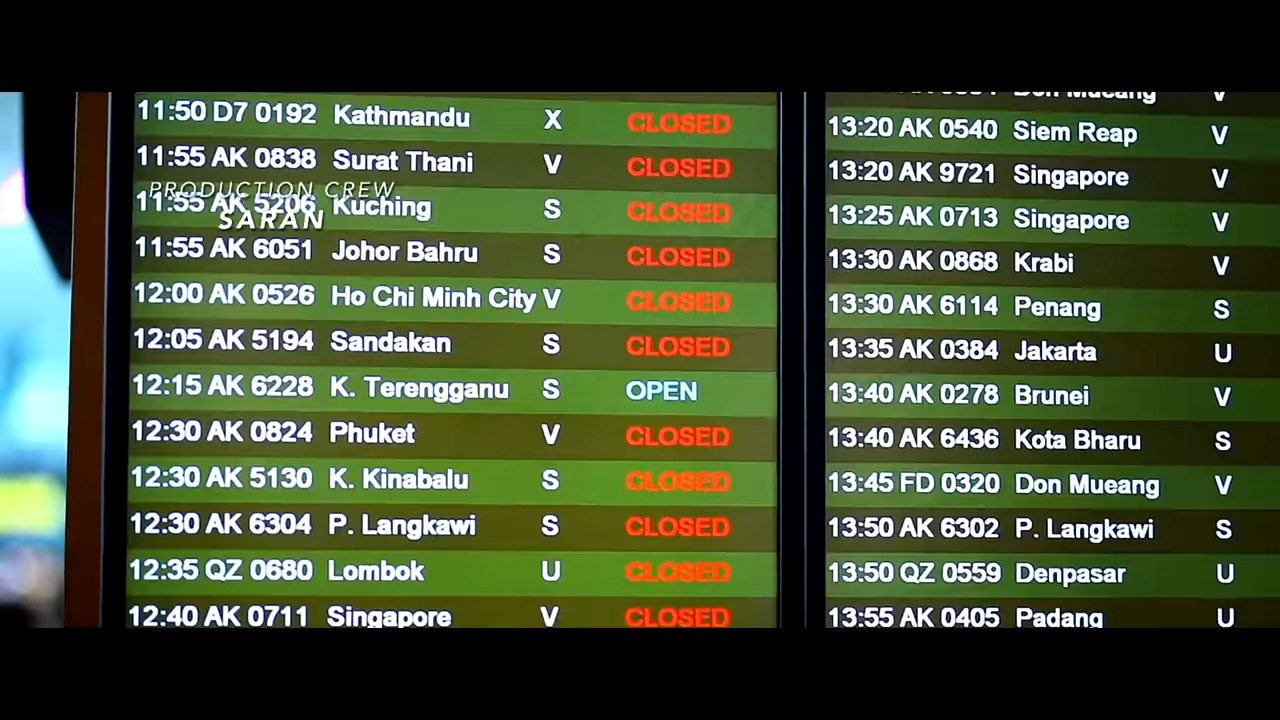 11:50 D7 0192 Kathmandu X CLOSED
11:55 AK 0838 Surat Thani V CLOSED
PRODUCTION CREW
SARAN
11:55 AK 5206 Kuching S CLOSED
11:55 AK 6051 Johor Bahru S CLOSED
12:00 AK 0526 Ho Chi Minh City V CLOSED
12:05 AK 5194 Sandakan S CLOSED
12:15 AK 6228 K. Terengganu S OPEN
12:30 AK 0824 Phuket V CLOSED
12:30 AK 5130 K. Kinabalu S CLOSED
12:30 AK 6304 P. Langkawi S CLOSED
12:35 QZ 0680 Lombok U CLOSED
12:40 AK 0711 Singapore V CLOSED
Don Mueang V
13:20 AK 0540 Siem Reap V
13:20 AK 9721 Singapore V
13:25 AK 0713 Singapore V
13:30 AK 0868 Krabi V
13:30 AK 6114 Penang S
13:35 AK 0384 Jakarta U
13:40 AK 0278 Brunei V
13:40 AK 6436 Kota Bharu S
13:45 FD 0320 Don Mueang V
13:50 AK 6302 P. Langkawi S
13:50 QZ 0559 Denpasar U
13:55 AK 0405 Padang U